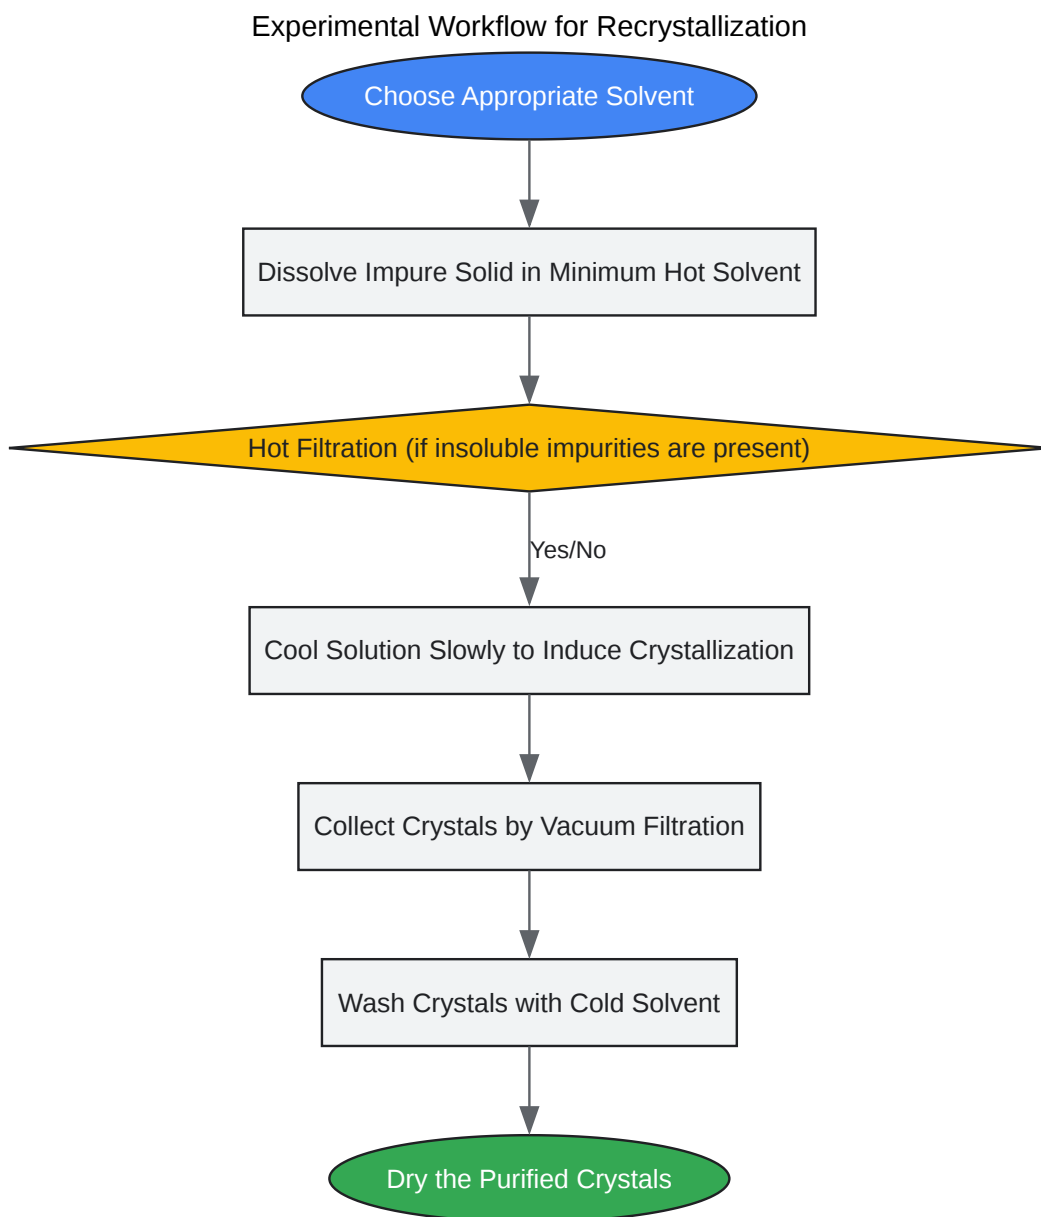 Experimental Workflow for Recrystallization
Choose Appropriate Solvent
Dissolve Impure Solid in Minimum Hot Solvent
Hot Filtration (if insoluble impurities are present)
Yes/No
Cool Solution Slowly to Induce Crystallization
Collect Crystals by Vacuum Filtration
Wash Crystals with Cold Solvent
Dry the Purified Crystals